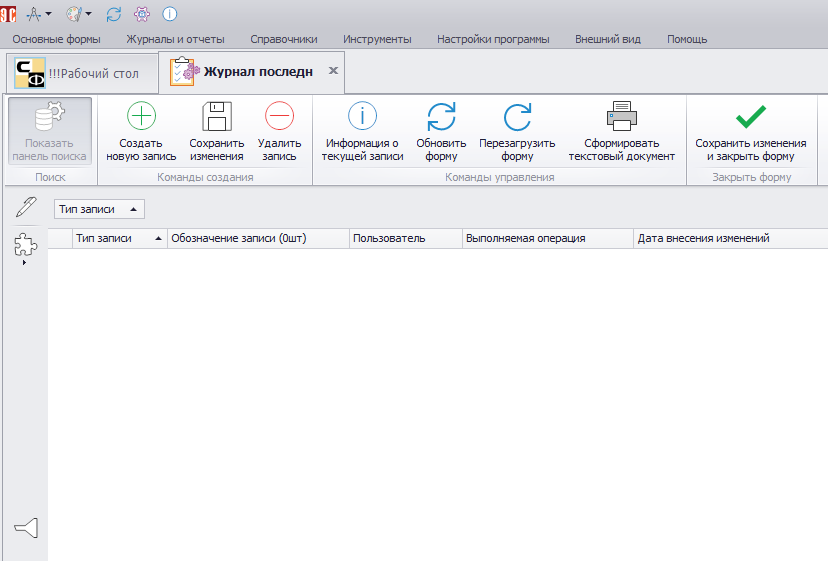 Основные формы Журналы и отчеты Справочники Инструменты Настройки программы Внешний вид Помощь
!!!Рабочий стол Журнал последн
Показать панель поиска
Поиск
Создать новую запись
Сохранить изменения
Удалить запись
Команды создания
Информация о текущей записи
Обновить форму
Перезагрузить форму
Сформировать текстовый документ
Команды управления
Сохранить изменения и закрыть форму
Закрыть форму
Тип записи
Тип записи Обозначение записи (0шт) Пользователь Выполняемая операция Дата внесения изменений